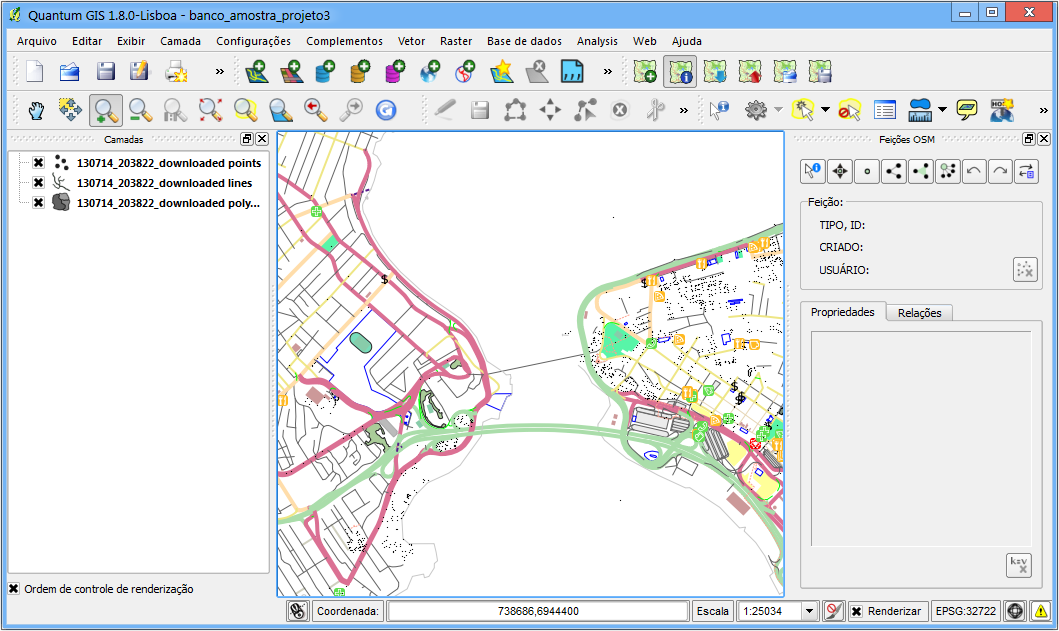 Quantum GIS 1.8.0-Lisboa - banco_amostra_projeto3
Arquivo Editar Exibir Camada Configurações Complementos Vetor Raster Base de dados Analysis Web Ajuda
Camadas
130714_203822_downloaded points
130714_203822_downloaded lines
130714_203822_downloaded poly...
Ordem de controle de renderização
Feições OSM
Feição:
TIPO, ID:
CRIADO:
USUÁRIO:
Propriedades Relações
k=v
Coordenada: 738686,6944400 Escala 1:25034 Renderizar EPSG:32722